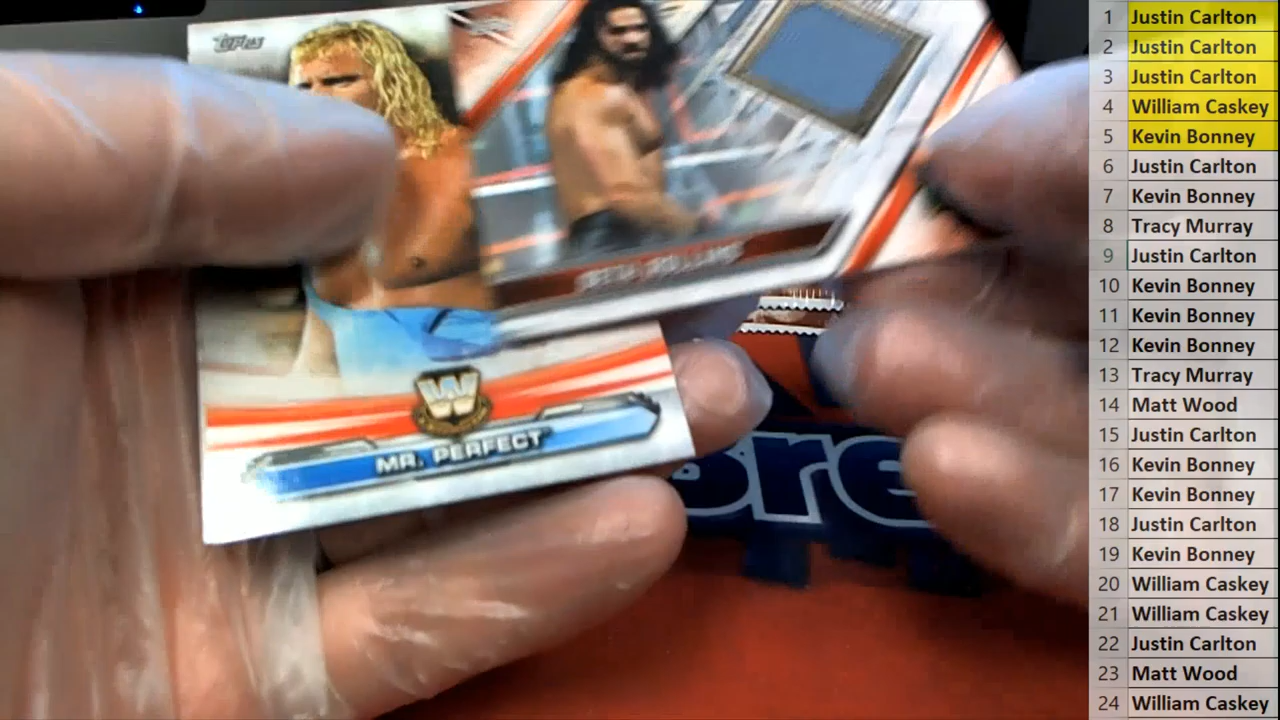 Topps
SETH ROLLINS
W
MR. PERFECT
Bre
1 Justin Carlton
2 Justin Carlton
3 Justin Carlton
4 William Caskey
5 Kevin Bonney
6 Justin Carlton
7 Kevin Bonney
8 Tracy Murray
9 Justin Carlton
10 Kevin Bonney
11 Kevin Bonney
12 Kevin Bonney
13 Tracy Murray
14 Matt Wood
15 Justin Carlton
16 Kevin Bonney
17 Kevin Bonney
18 Justin Carlton
19 Kevin Bonney
20 William Caskey
21 William Caskey
22 Justin Carlton
23 Matt Wood
24 William Caskey